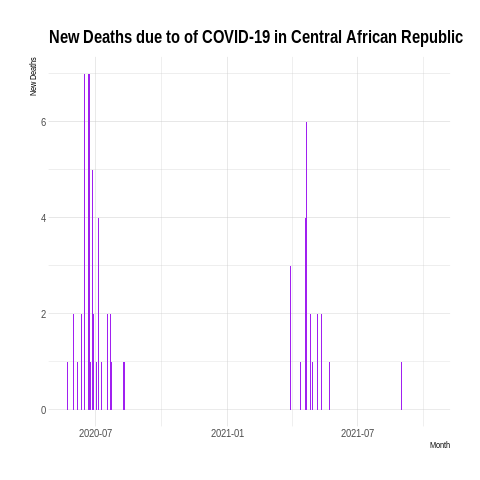 New Deaths due to of COVID-19 in Central African Republic
New Deaths
6
4
2
0
2020-07
2021-01
2021-07
Month